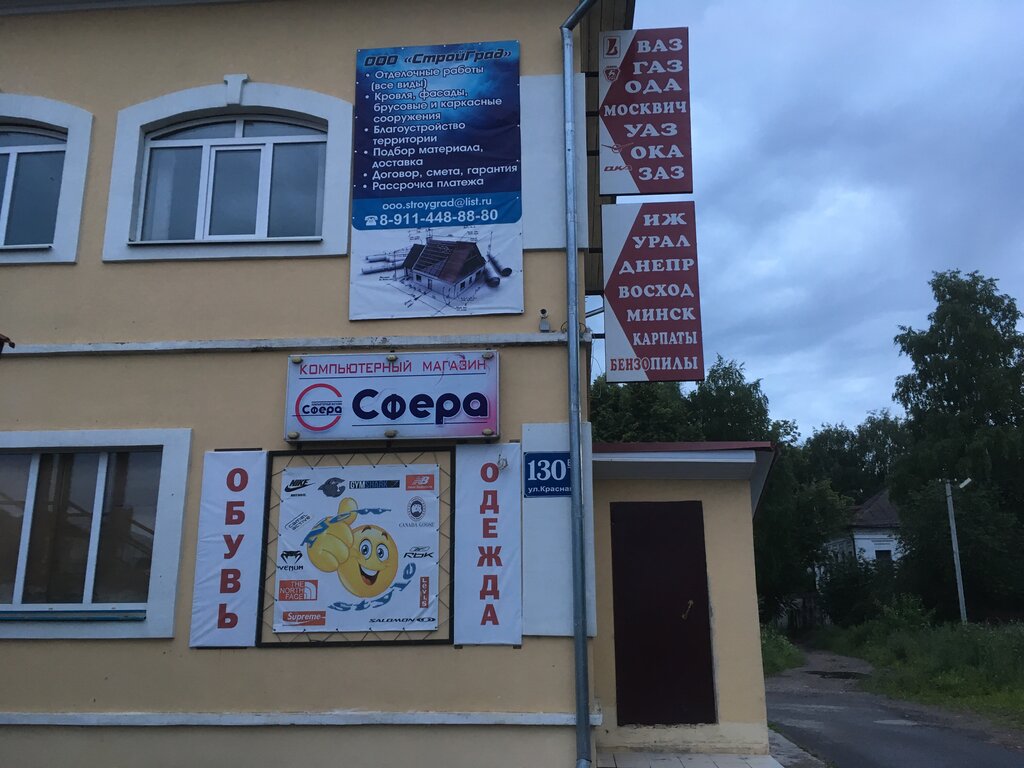 ООО «СтройГрад»
• Отделочные работы
(все виды)
• Кровля, фасады,
брусовые и каркасные
сооружения
• Благоустройство
территории
• Подбор материала,
доставка
• Договор, смета, гарантия
• Рассрочка платежа
ooo.stroygrad@list.ru
8-911-448-88-80
ВАЗ
ГАЗ
ОДА
МОСКВИЧ
УАЗ
ОКА
ЗАЗ
ИЖ
УРАЛ
ДНЕПР
ВОСХОД
МИНСК
КАРПАТЫ
БЕНЗОПИЛЫ
КОМПЬЮТЕРНЫЙ МАГАЗИН
Сфера
Сфера
ОБУВЬ
NIKE
GYMSHARK
CANADA GOOSE
RBK
VENUM
THE
NORTH
FACE
LEVI'S
Supreme
SALOMON
ОДЕЖДА
130
ул.Красная